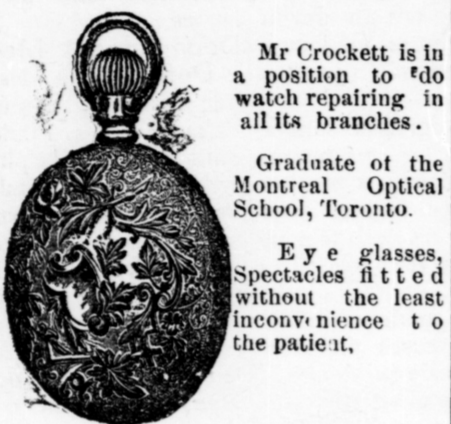 Mr Crockett is in
a position to do
watch repairing in
all its branches.
Graduate of the
Montreal Optical
School, Toronto.
Eye glasses,
Spectacles fitted
without the least
inconvenience to
the patient,